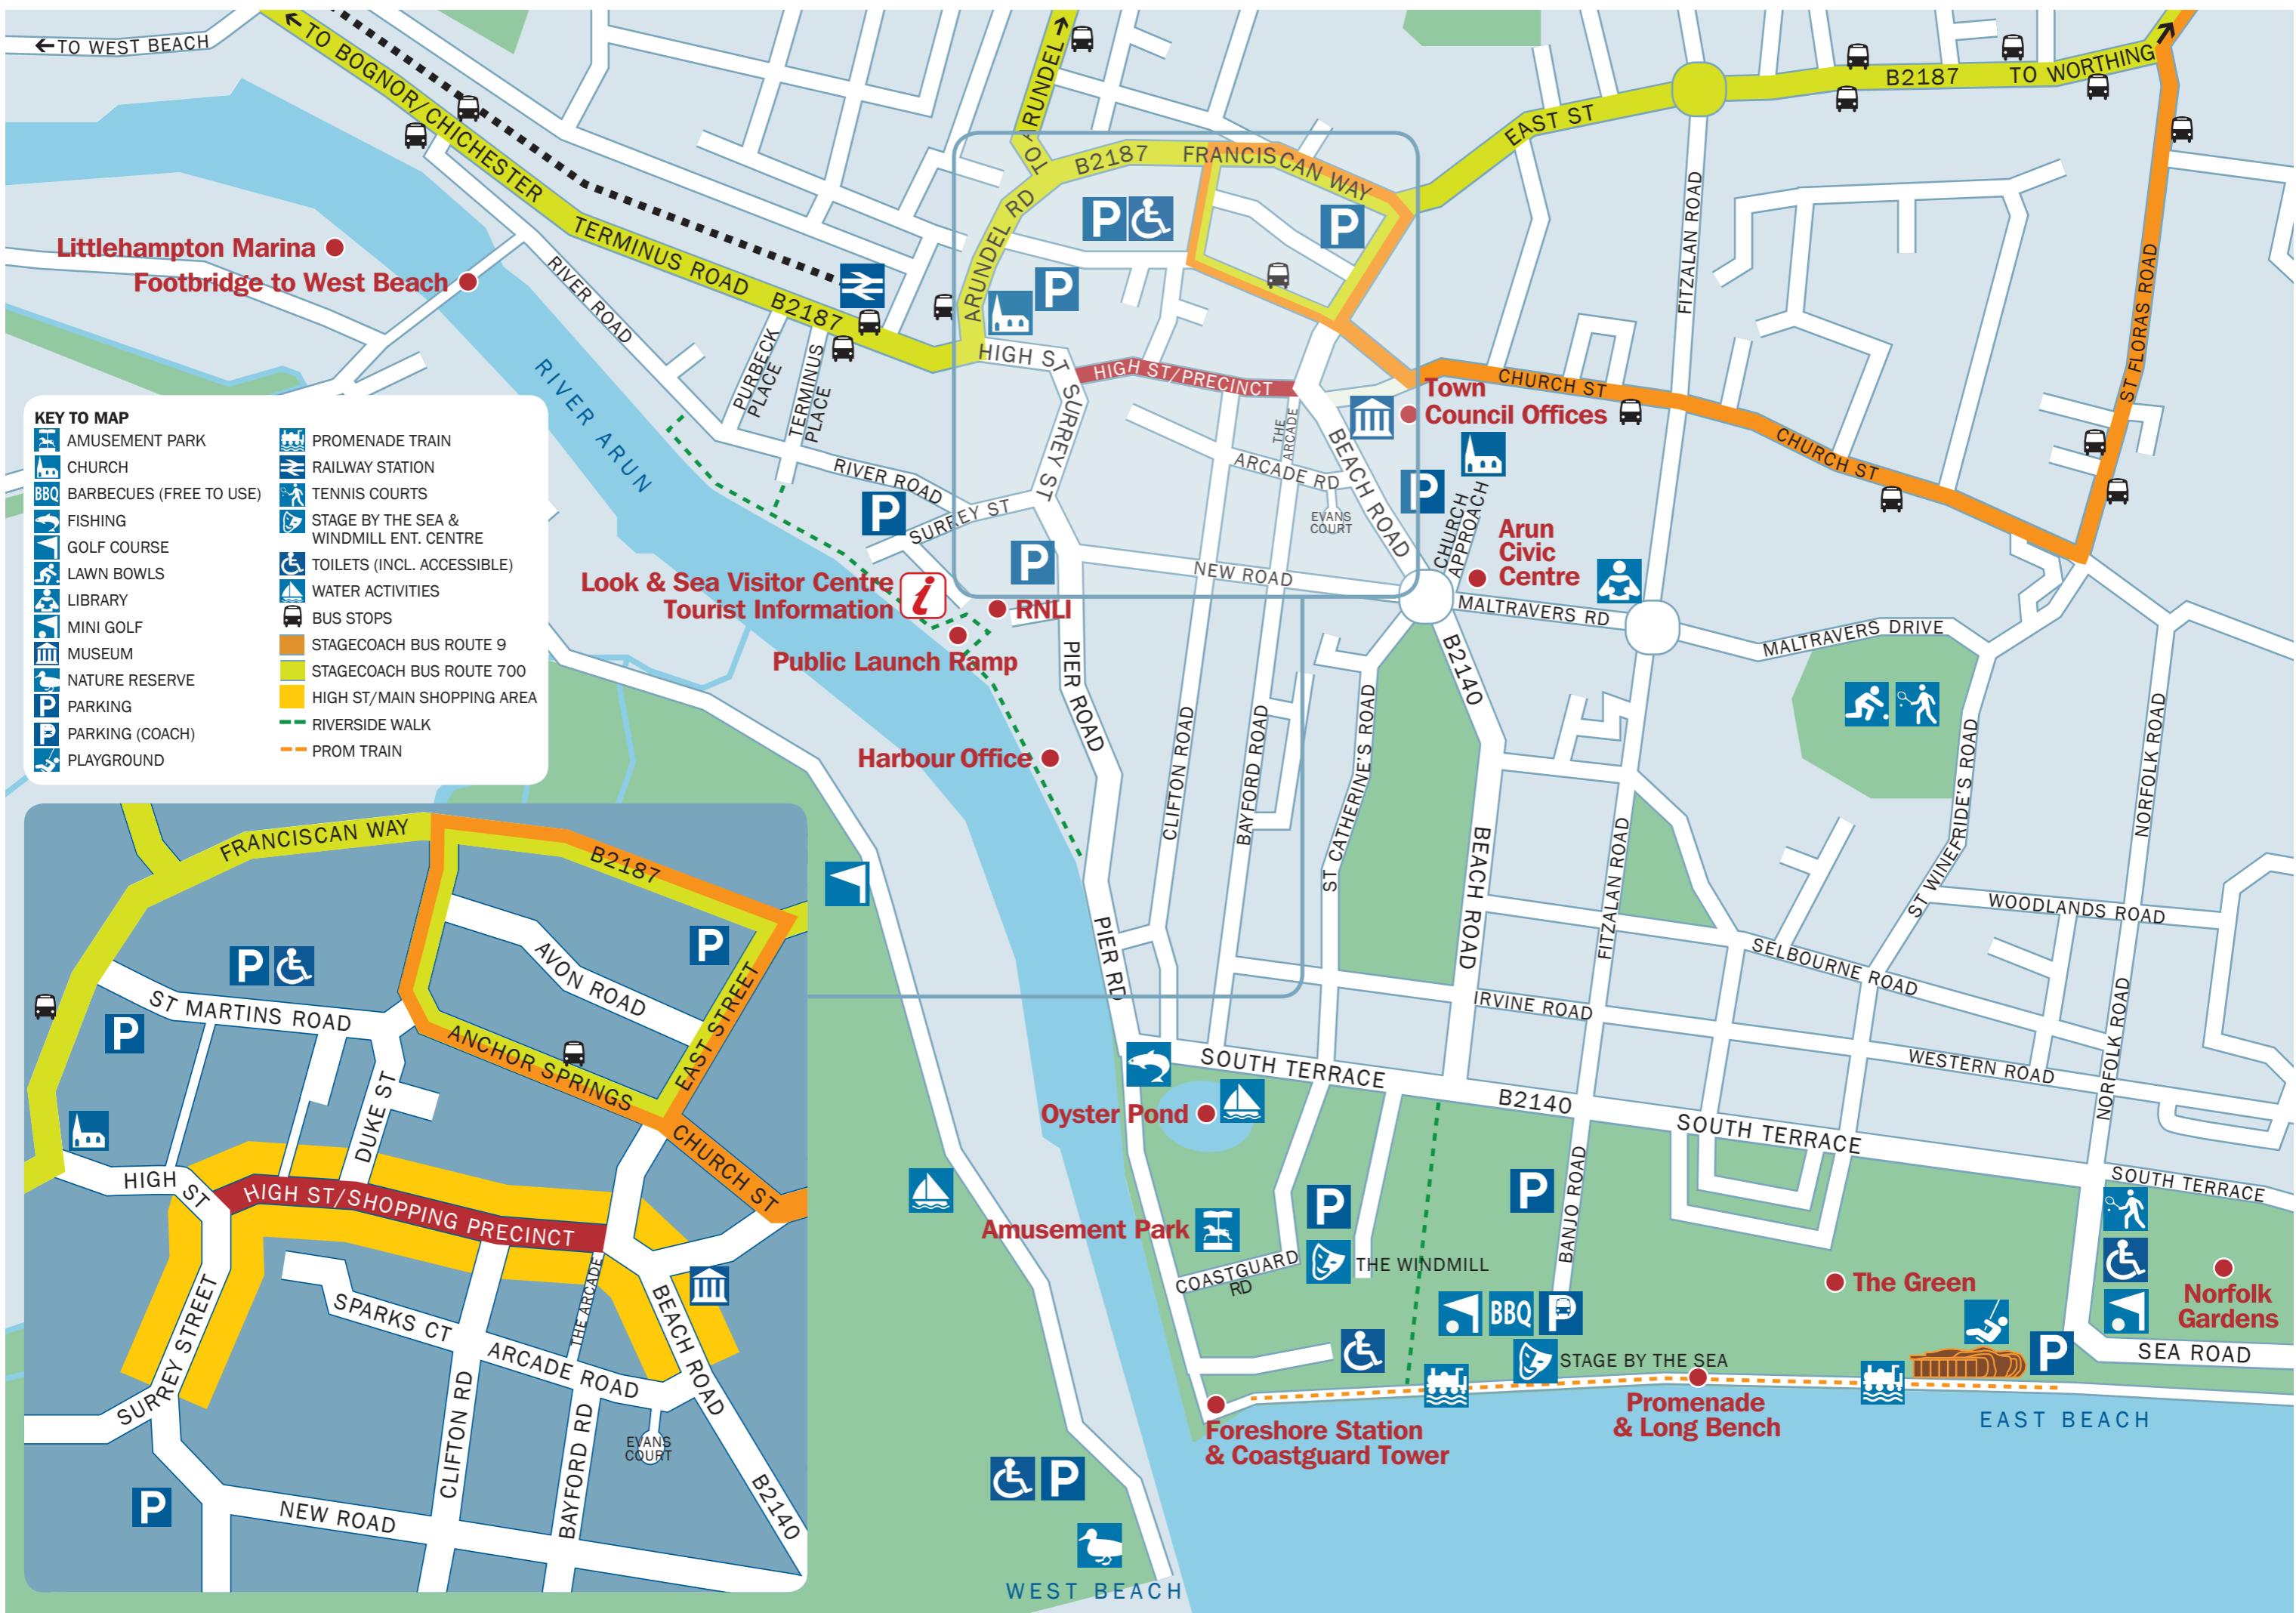 ←TO WEST BEACH
← TO BOGNOR/CHICHESTER
TO ARUNDEL →
B2187
TO WORTHING
EAST ST
B2187
FRANCISCAN WAY
ARUNDEL RD
TERMINUS ROAD
B2187
Littlehampton Marina
Footbridge to West Beach
RIVER ROAD
RIVER ARUN
PURBECK
PLACE
TERMINUS
PLACE
FITZALAN ROAD
ST FLORAS ROAD
P
P
P
HIGH ST
HIGH ST/PRECINCT
SURREY ST
THE
ARCADE
ARCADE RD
EVANS
COURT
BEACH ROAD
Town
Council Offices
CHURCH ST
CHURCH ST
P
CHURCH
APPROACH
Arun
Civic
Centre
RIVER ROAD
P
SURREY ST
P
NEW ROAD
MALTRAVERS RD
MALTRAVERS DRIVE
Look & Sea Visitor Centre
Tourist Information
i
RNLI
Public Launch Ramp
PIER ROAD
B2140
Harbour Office
CLIFTON ROAD
BAYFORD ROAD
ST CATHERINE'S ROAD
BEACH ROAD
FITZALAN ROAD
ST WINEFRIDE'S ROAD
NORFOLK ROAD
WOODLANDS ROAD
SELBOURNE ROAD
PIER RD
IRVINE ROAD
WESTERN ROAD
NORFOLK ROAD
SOUTH TERRACE
B2140
SOUTH TERRACE
SOUTH TERRACE
Oyster Pond
Amusement Park
COASTGUARD
RD
P
THE WINDMILL
P
BANJO ROAD
BBQ
P
STAGE BY THE SEA
The Green
Norfolk
Gardens
P
SEA ROAD
Promenade
& Long Bench
EAST BEACH
Foreshore Station
& Coastguard Tower
P
WEST BEACH
KEY TO MAP
AMUSEMENT PARK
CHURCH
BBQ BARBECUES (FREE TO USE)
FISHING
GOLF COURSE
LAWN BOWLS
LIBRARY
MINI GOLF
MUSEUM
NATURE RESERVE
P PARKING
P PARKING (COACH)
PLAYGROUND
PROMENADE TRAIN
RAILWAY STATION
TENNIS COURTS
STAGE BY THE SEA &
WINDMILL ENT. CENTRE
TOILETS (INCL. ACCESSIBLE)
WATER ACTIVITIES
BUS STOPS
STAGECOACH BUS ROUTE 9
STAGECOACH BUS ROUTE 700
HIGH ST/MAIN SHOPPING AREA
RIVERSIDE WALK
PROM TRAIN
FRANCISCAN WAY
B2187
P
P
AVON ROAD
ST MARTINS ROAD
P
ANCHOR SPRINGS
EAST STREET
DUKE ST
CHURCH ST
HIGH ST
HIGH ST/SHOPPING PRECINCT
SURREY STREET
SPARKS CT
THE ARCADE
ARCADE ROAD
BEACH ROAD
CLIFTON RD
BAYFORD RD
EVANS
COURT
P
NEW ROAD
B2140